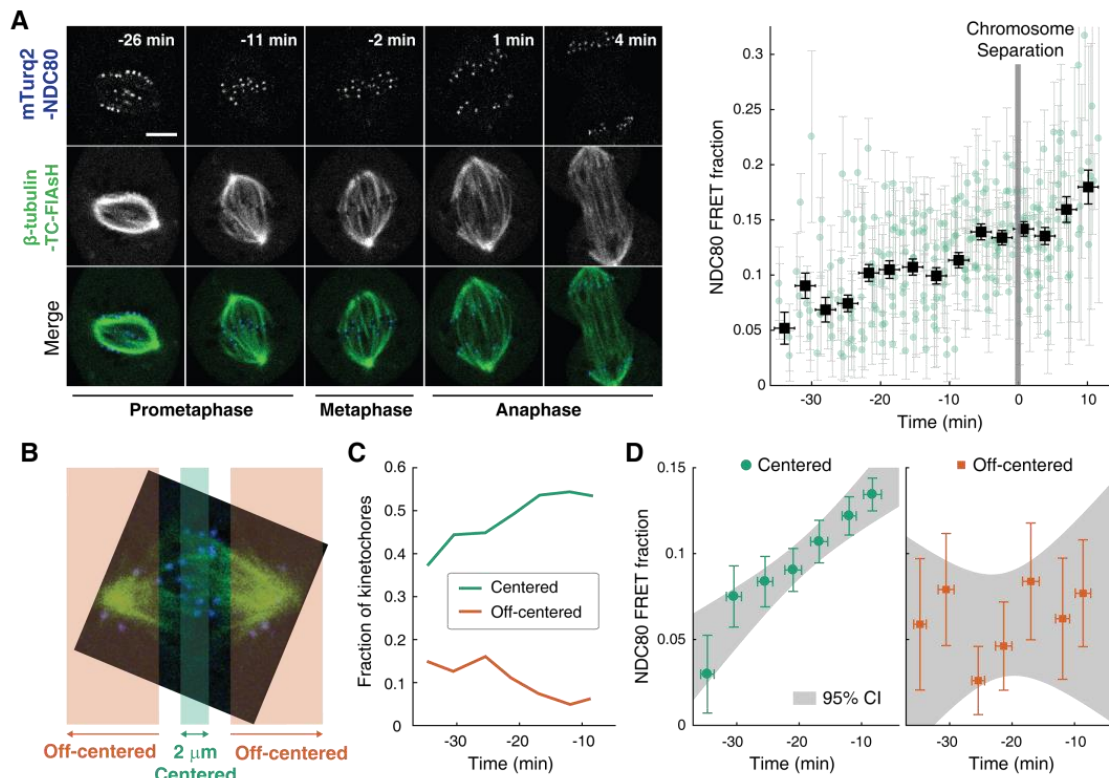 A
mTurq2
-NDC80
β-tubulin
-TC-FlAsH
Merge
-26 min
-11 min
-2 min
1 min
4 min
Prometaphase
Metaphase
Anaphase
Chromosome
Separation
NDC80 FRET fraction
0.3
0.25
0.2
0.15
0.1
0.05
0
-30
-20
-10
0
10
Time (min)
B
Off-centered
2 μm
Centered
Off-centered
C
Fraction of kinetochores
0.6
0.5
0.4
0.3
0.2
0.1
0
Centered
Off-centered
-30
-20
-10
Time (min)
D
Centered
Off-centered
NDC80 FRET fraction
0.15
0.1
0.05
0
95% CI
-30
-20
-10
-30
-20
-10
Time (min)